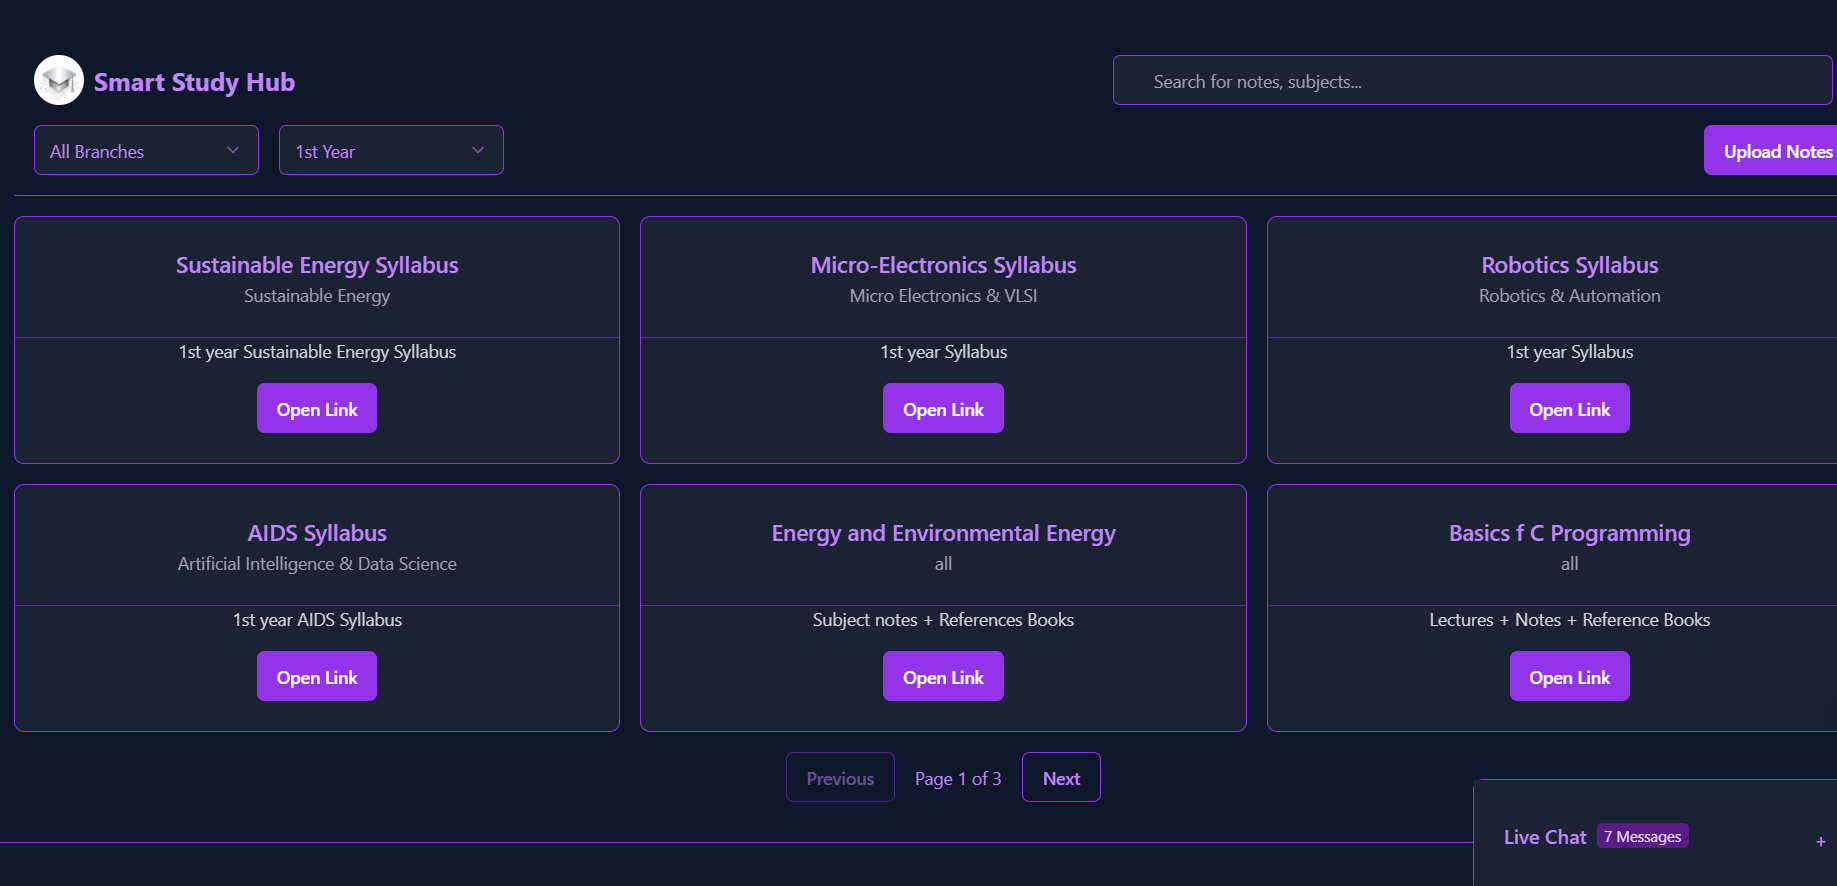 Smart Study Hub
Search for notes, subjects...
All Branches
1st Year
Upload Notes
Sustainable Energy Syllabus
Sustainable Energy
1st year Sustainable Energy Syllabus
Open Link
Micro-Electronics Syllabus
Micro Electronics & VLSI
1st year Syllabus
Open Link
Robotics Syllabus
Robotics & Automation
1st year Syllabus
Open Link
AIDS Syllabus
Artificial Intelligence & Data Science
1st year AIDS Syllabus
Open Link
Energy and Environmental Energy
all
Subject notes + References Books
Open Link
Basics f C Programming
all
Lectures + Notes + Reference Books
Open Link
Previous
Page 1 of 3
Next
Live Chat
7 Messages
+